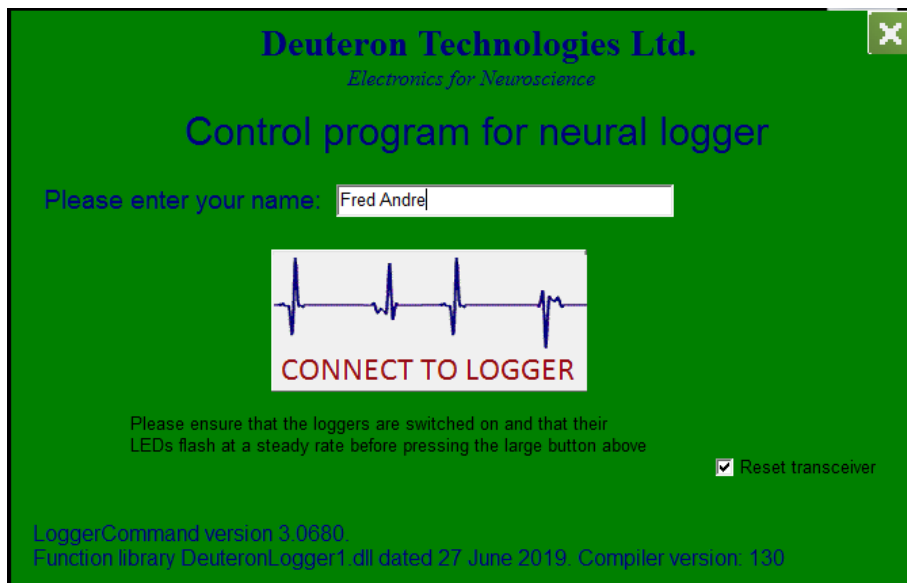 Deuteron Technologies Ltd.
Electronics for Neuroscience
Control program for neural logger
Please enter your name: Fred Andre
CONNECT TO LOGGER
Please ensure that the loggers are switched on and that their
LEDs flash at a steady rate before pressing the large button above
Reset transceiver
LoggerCommand version 3.0680.
Function library DeuteronLogger1.dll dated 27 June 2019. Compiler version: 130